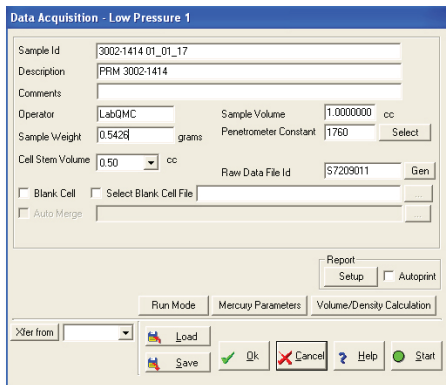 Data Acquisition - Low Pressure 1
Sample Id 3002-1414 01_01_17
Description PRM 3002-1414
Comments
Operator LabQMC Sample Volume 1.0000000 cc
Sample Weight 0.5426 grams Penetrometer Constant 1760 Select
Cell Stem Volume 0.50 cc
Raw Data File Id S7209011 Gen
Blank Cell Select Blank Cell File ...
Auto Merge ...
Report
Setup Autoprint
Run Mode Mercury Parameters Volume/Density Calculation
Xfer from Load
Save Ok Cancel Help Start